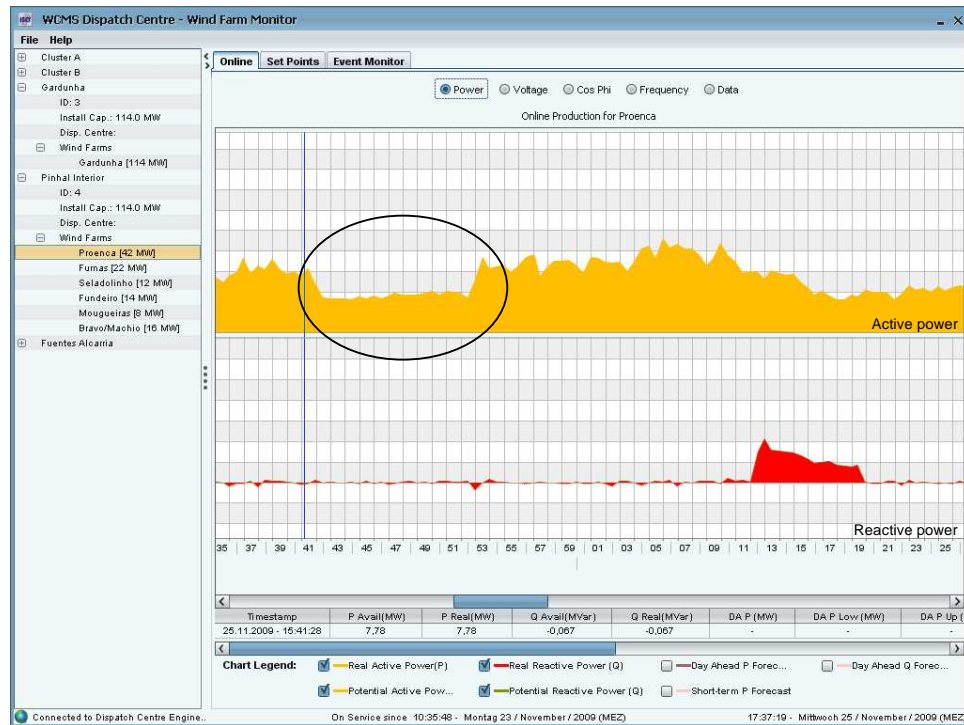 WCMS Dispatch Centre - Wind Farm Monitor
File Help
Cluster A
Cluster B
Gardunha
ID: 3
Install Cap.: 114.0 MW
Disp. Centre:
Wind Farms
Gardunha [114 MW]
Pinhal Interior
ID: 4
Install Cap.: 114.0 MW
Disp. Centre:
Wind Farms
Proenca [42 MW]
Furnas [22 MW]
Seladolinho [12 MW]
Fundeiro [14 MW]
Mougueiras [8 MW]
Bravo/Machio [16 MW]
Fuentes Alcarria
Online Set Points Event Monitor
Power Voltage Cos Phi Frequency Data
Online Production for Proenca
Active power
Reactive power
35 37 39 41 43 45 47 49 51 53 55 57 59 01 03 05 07 09 11 13 15 17 19 21 23 25
Timestamp P Avail(MW) P Real(MW) Q Avail(MVar) Q Real(MVar) DA P (MW) DA P Low (MW) DA P Up (
25.11.2009 - 15:41:28 7,78 7,78 -0,067 -0,067 - - -
Chart Legend: Real Active Power(P) Real Reactive Power (Q) Day Ahead P Forec... Day Ahead Q Forec...
Potential Active Pow... Potential Reactive Power (Q) Short-term P Forecast
Connected to Dispatch Centre Engine.. On Service since 10:35:48 - Montag 23 / November / 2009 (MEZ) 17:37:19 - Mittwoch 25 / November / 2009 (MEZ